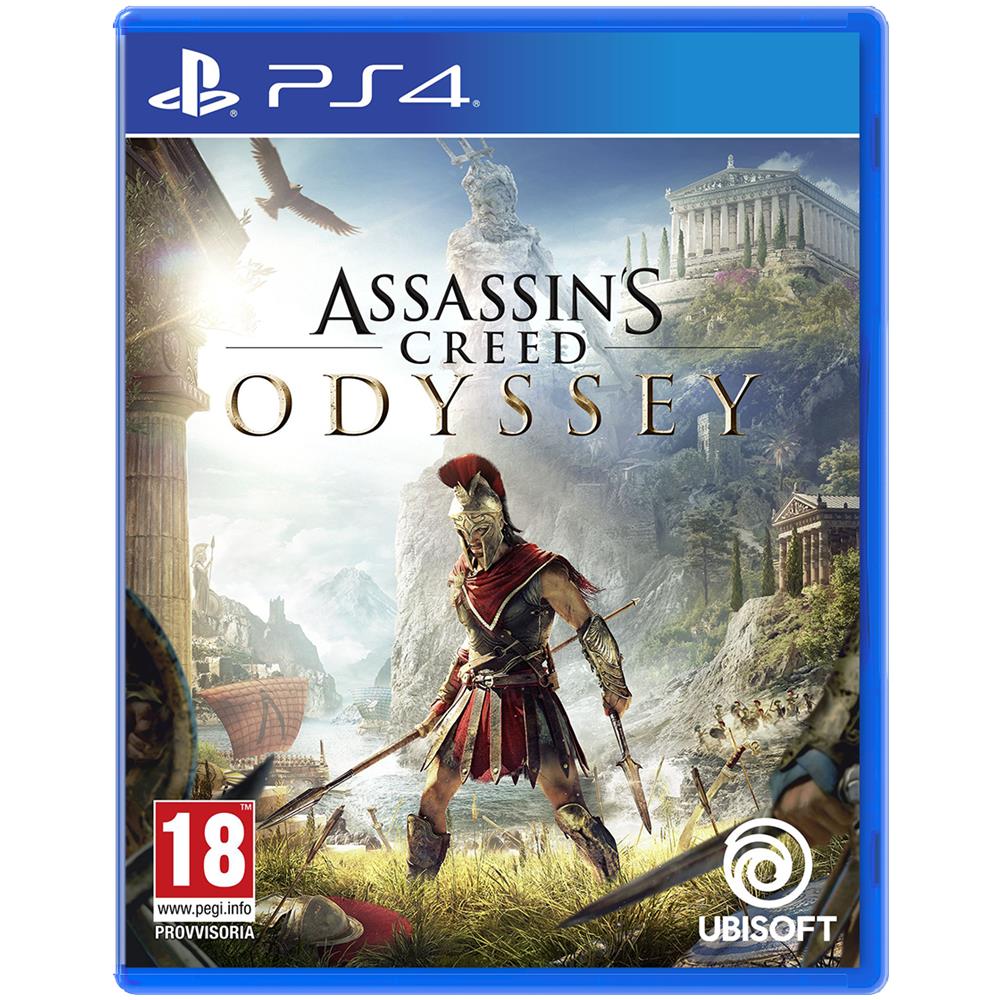 PS4
ASSASSIN'S
CREED
ODYSSEY
18
www.pegi.info
PROVVISORIA
UBISOFT